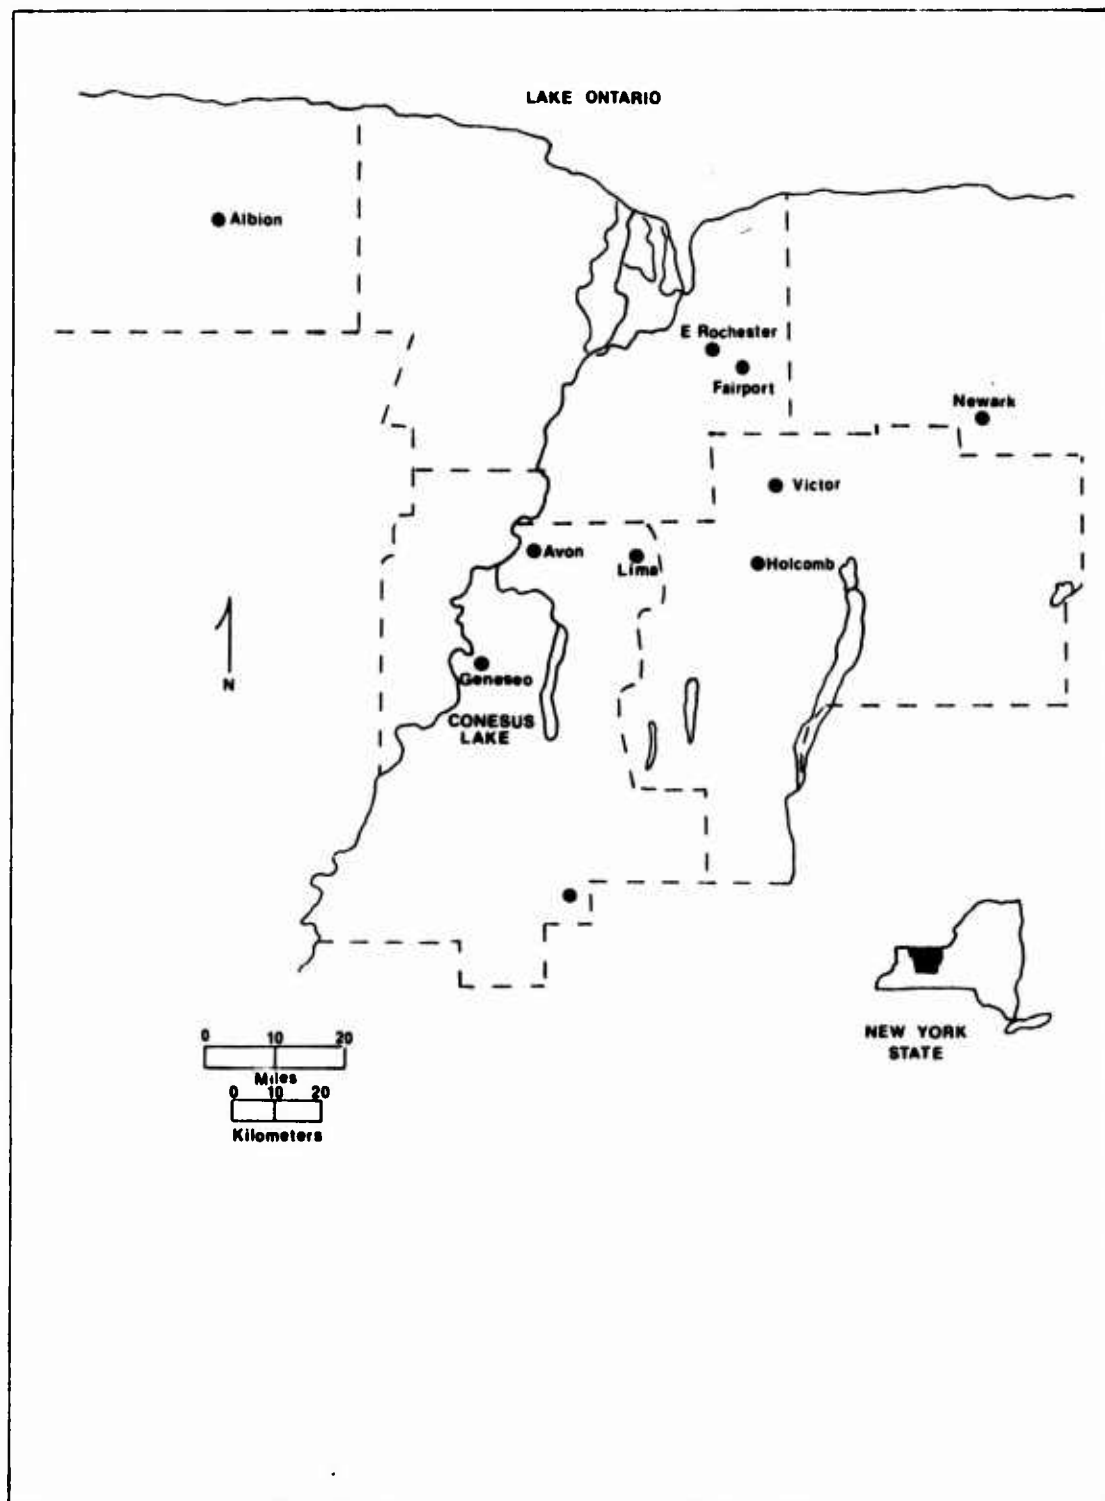 LAKE ONTARIO
Albion
E Rochester
Fairport
Newark
Victor
Avon
Lima
Holcomb
Geneseo
CONESUS
LAKE
N
NEW YORK
STATE
0 10 20
Miles
0 10 20
Kilometers